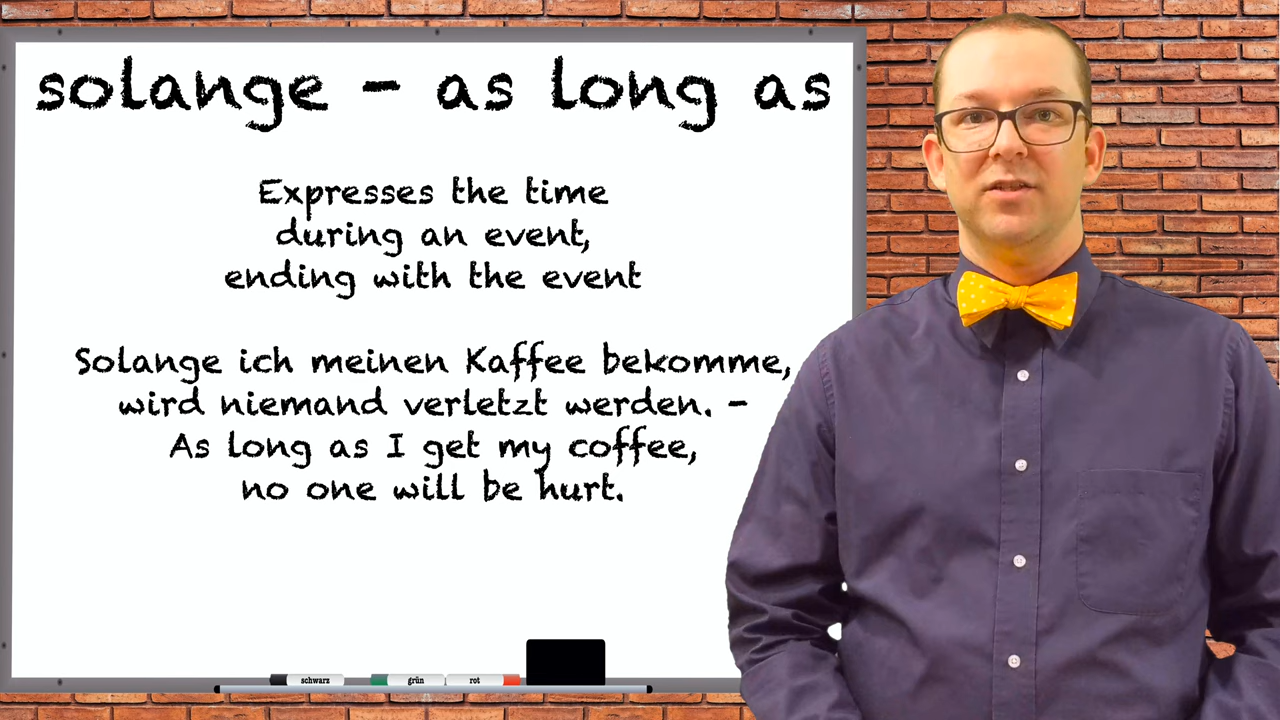 solange - as long as
Expresses the time
during an event,
ending with the event
Solange ich meinen Kaffee bekomme,
wird niemand verletzt werden. -
As long as I get my coffee,
no one will be hurt.
schwarz
grün
rot